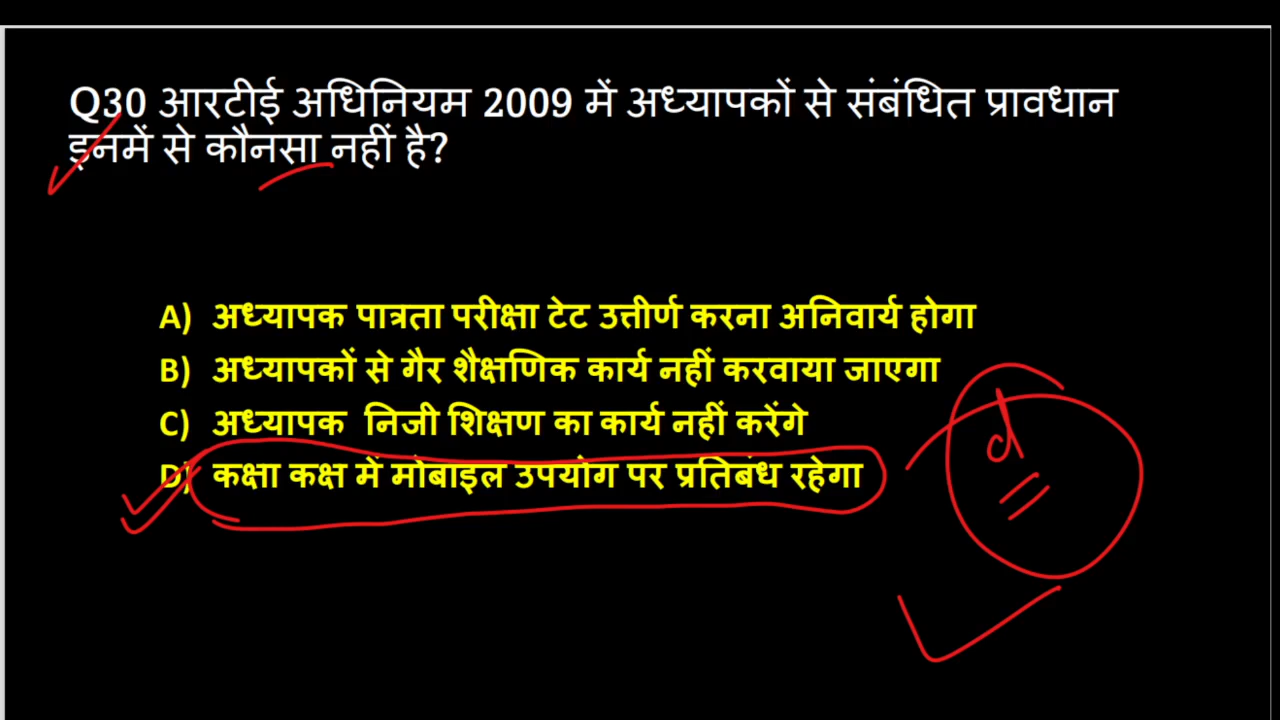 Q30 आरटीई अधिनियम 2009 में अध्यापकों से संबंधित प्रावधान
इनमें से कौनसा नहीं है?
A) अध्यापक पात्रता परीक्षा टेट उत्तीर्ण करना अनिवार्य होगा
B) अध्यापकों से गैर शैक्षणिक कार्य नहीं करवाया जाएगा
C) अध्यापक निजी शिक्षण का कार्य नहीं करेंगे
D) कक्षा कक्ष में मोबाइल उपयोग पर प्रतिबंध रहेगा
d